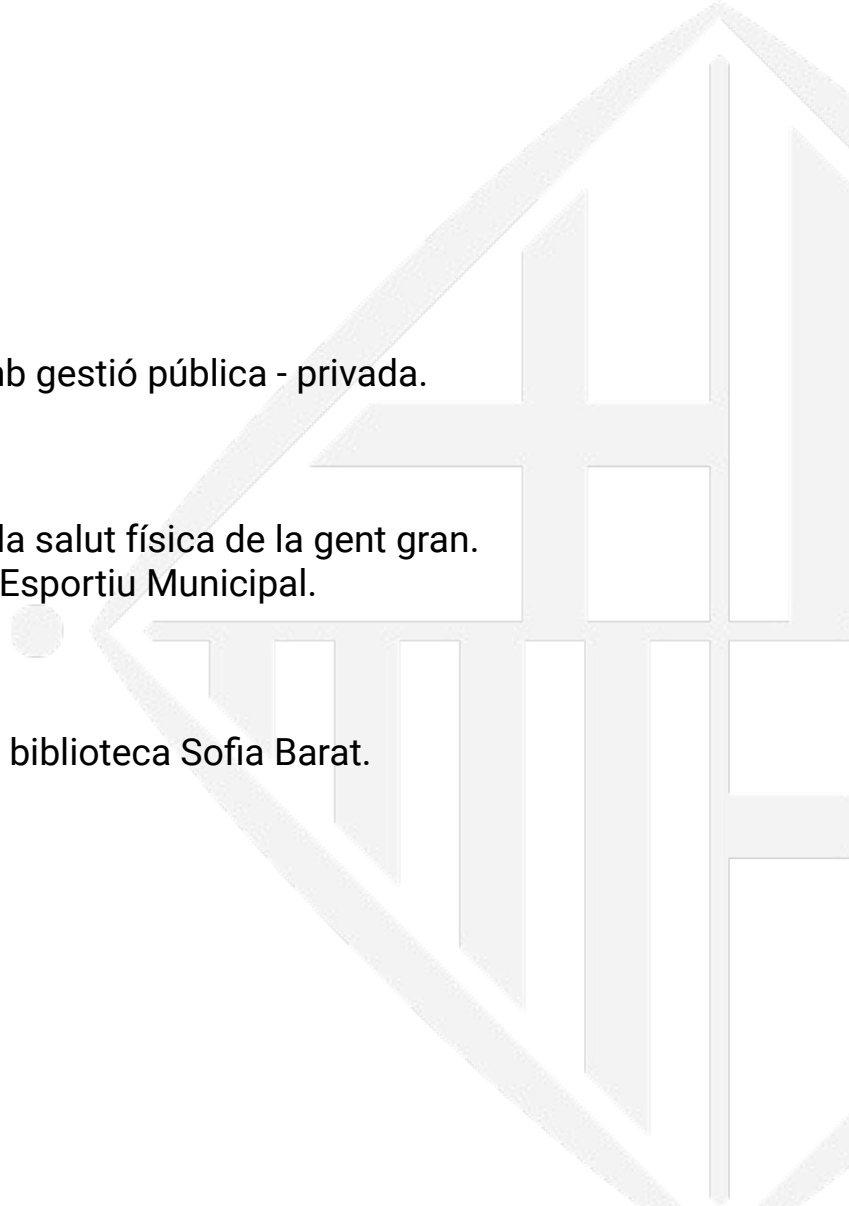 gestió pública - privada.
la salut física de la gent gran.
Esportiu Municipal.
biblioteca Sofia Barat.